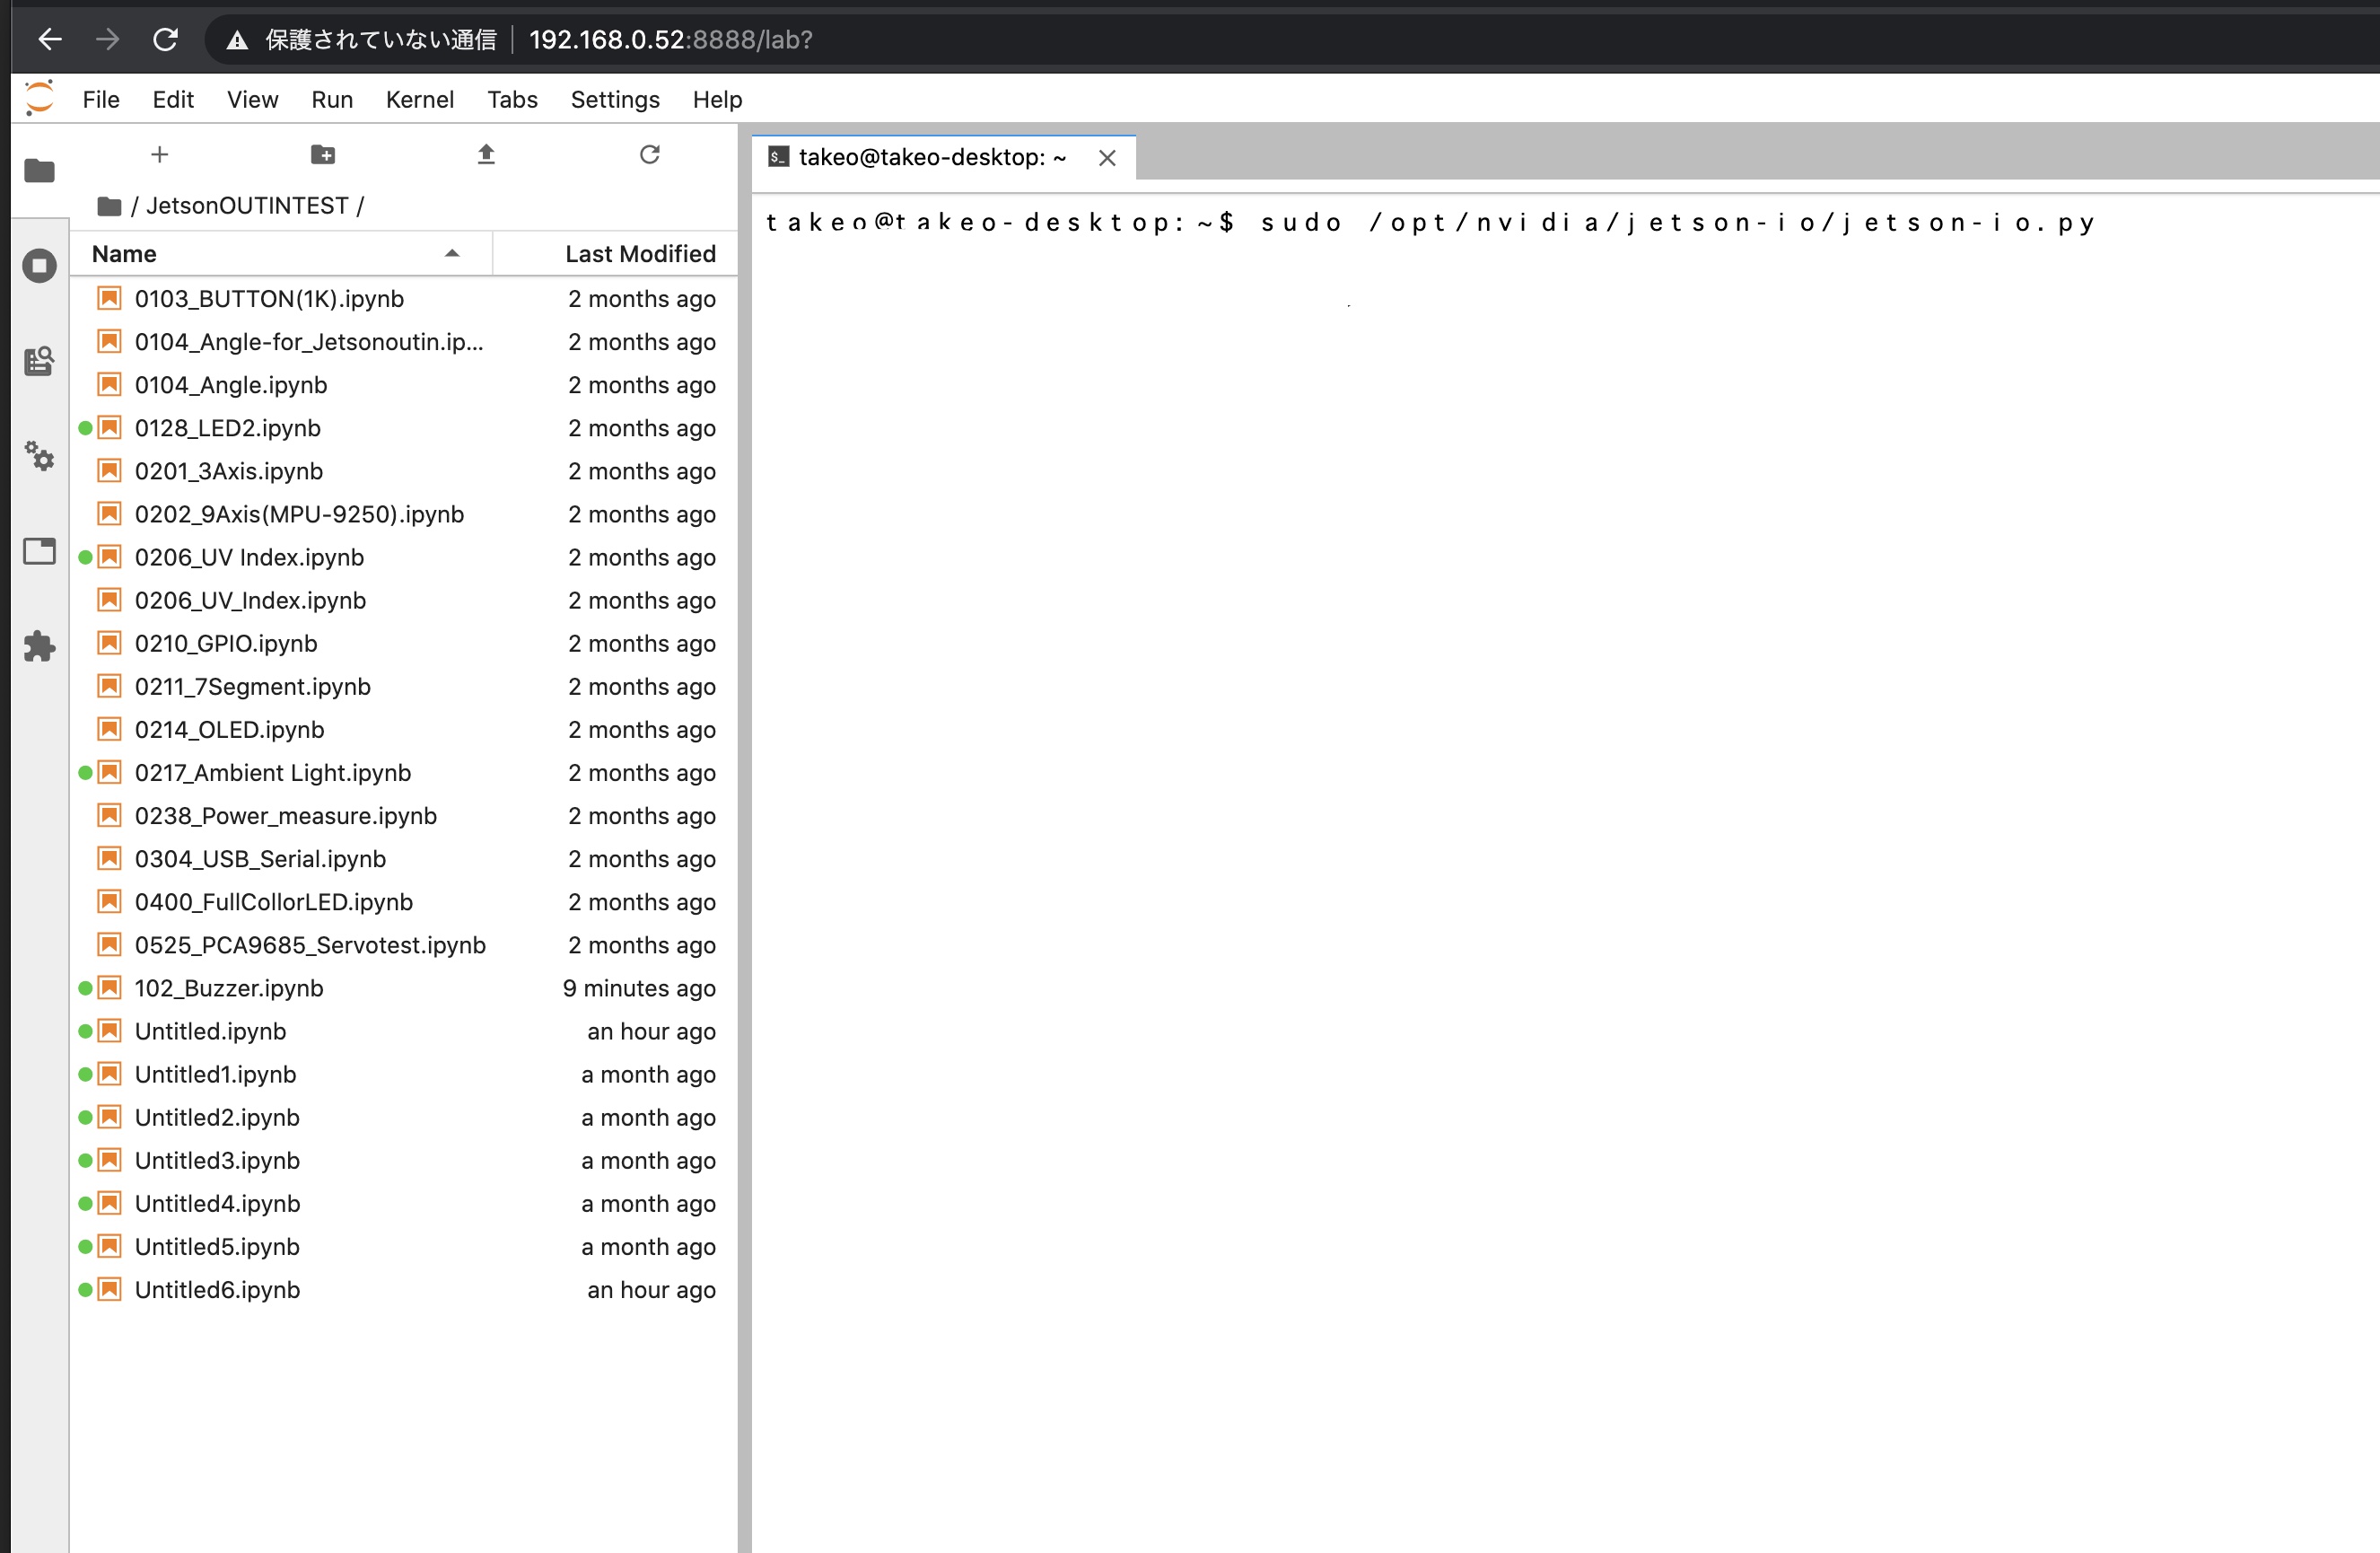 保護されていない通信 192.168.0.52:8888/lab?
File Edit View Run Kernel Tabs Settings Help
/ JetsonOUTINTEST /
Name Last Modified
0103_BUTTON(1K).ipynb 2 months ago
0104_Angle-for_Jetsonoutin.ip... 2 months ago
0104_Angle.ipynb 2 months ago
0128_LED2.ipynb 2 months ago
0201_3Axis.ipynb 2 months ago
0202_9Axis(MPU-9250).ipynb 2 months ago
0206_UV Index.ipynb 2 months ago
0206_UV_Index.ipynb 2 months ago
0210_GPIO.ipynb 2 months ago
0211_7Segment.ipynb 2 months ago
0214_OLED.ipynb 2 months ago
0217_Ambient Light.ipynb 2 months ago
0238_Power_measure.ipynb 2 months ago
0304_USB_Serial.ipynb 2 months ago
0400_FullCollorLED.ipynb 2 months ago
0525_PCA9685_Servotest.ipynb 2 months ago
102_Buzzer.ipynb 9 minutes ago
Untitled.ipynb an hour ago
Untitled1.ipynb a month ago
Untitled2.ipynb a month ago
Untitled3.ipynb a month ago
Untitled4.ipynb a month ago
Untitled5.ipynb a month ago
Untitled6.ipynb an hour ago
takeo@takeo-desktop: ~
takeo@takeo-desktop:~$ sudo /opt/nvidia/jetson-io/jetson-io.py